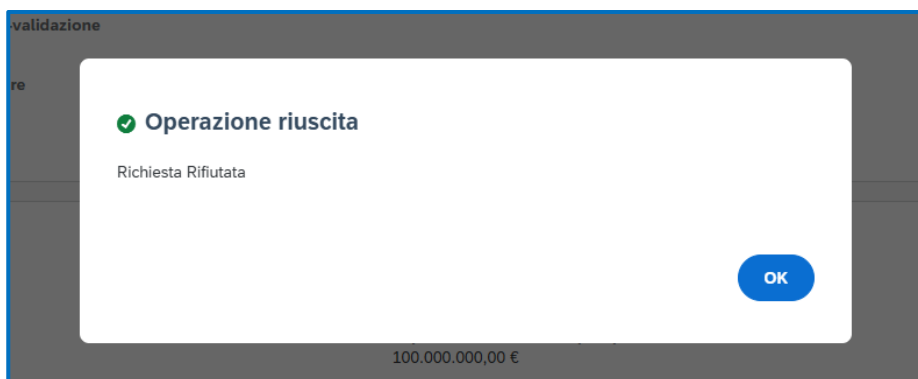 -validazione
re
Operazione riuscita
Richiesta Rifiutata
OK
100.000.000,00 €